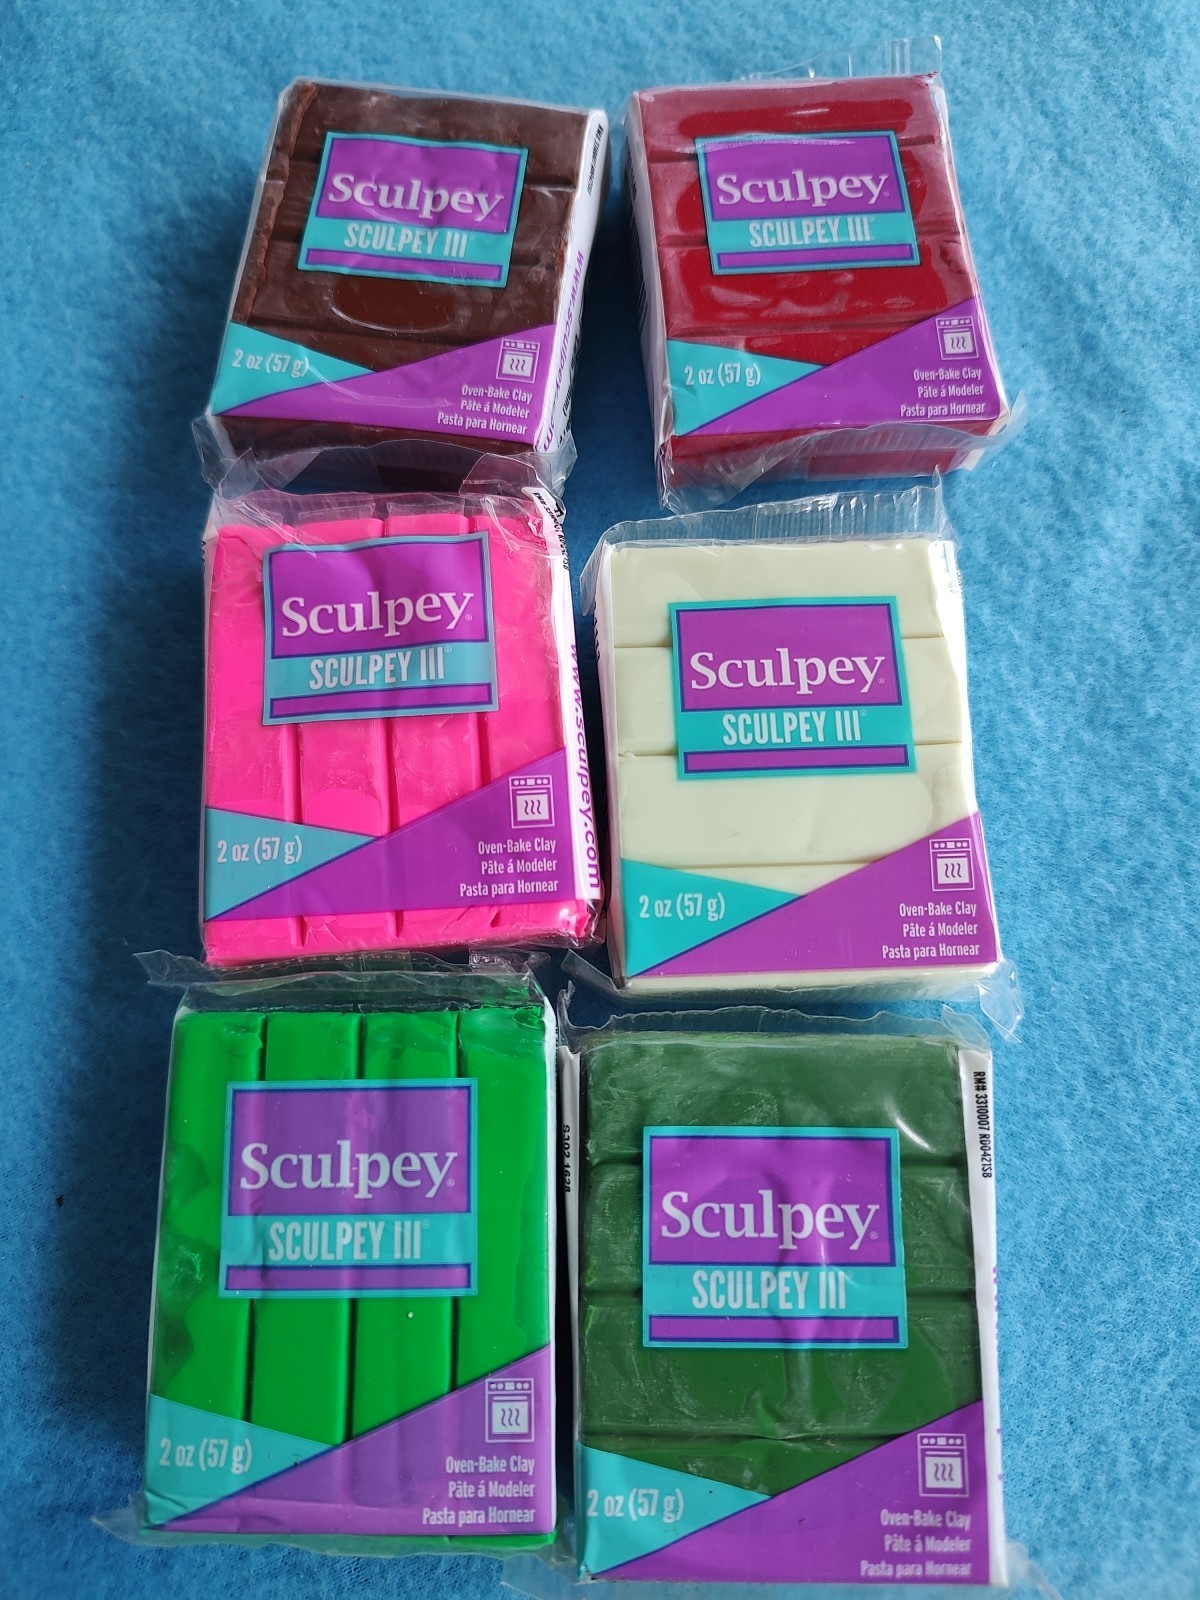 Sculpey®
SCULPEY III
2 oz (57 g)
Oven-Bake Clay
Pâte á Modeler
Pasta para Hornear
Sculpey®
SCULPEY III®
2 oz (57 g)
Oven-Bake Clay
Pâte á Modeler
Pasta para Hornear
Sculpey®
SCULPEY III®
2 oz (57 g)
Oven-Bake Clay
Pâte á Modeler
Pasta para Hornear
www.sculpey.com
Sculpey®
SCULPEY III®
2 oz (57 g)
Oven-Bake Clay
Pâte á Modeler
Pasta para Hornear
Sculpey®
SCULPEY III®
2 oz (57 g)
Oven-Bake Clay
Pâte á Modeler
Pasta para Hornear
Sculpey®
SCULPEY III
2 oz (57 g)
Oven-Bake Clay
Pâte á Modeler
Pasta para Hornear
RM# 3310007 RD0421SB